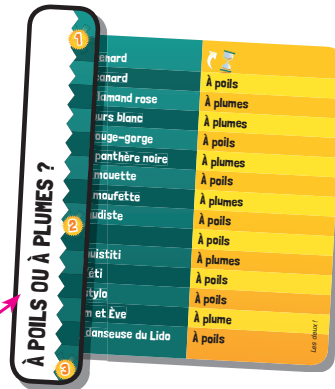 À POILS OU À PLUMES ?
1
2
3
enard À poils
anard À plumes
lamand rose À plumes
urs blanc À poils
ouge-gorge À plumes
panthère noire À poils
mouette À plumes
moufette À poils
udiste À poils
À plumes
uistiti À poils
éti À poils
tylo À plume
m et Ève À poils
danseuse du Lido
Les deux !